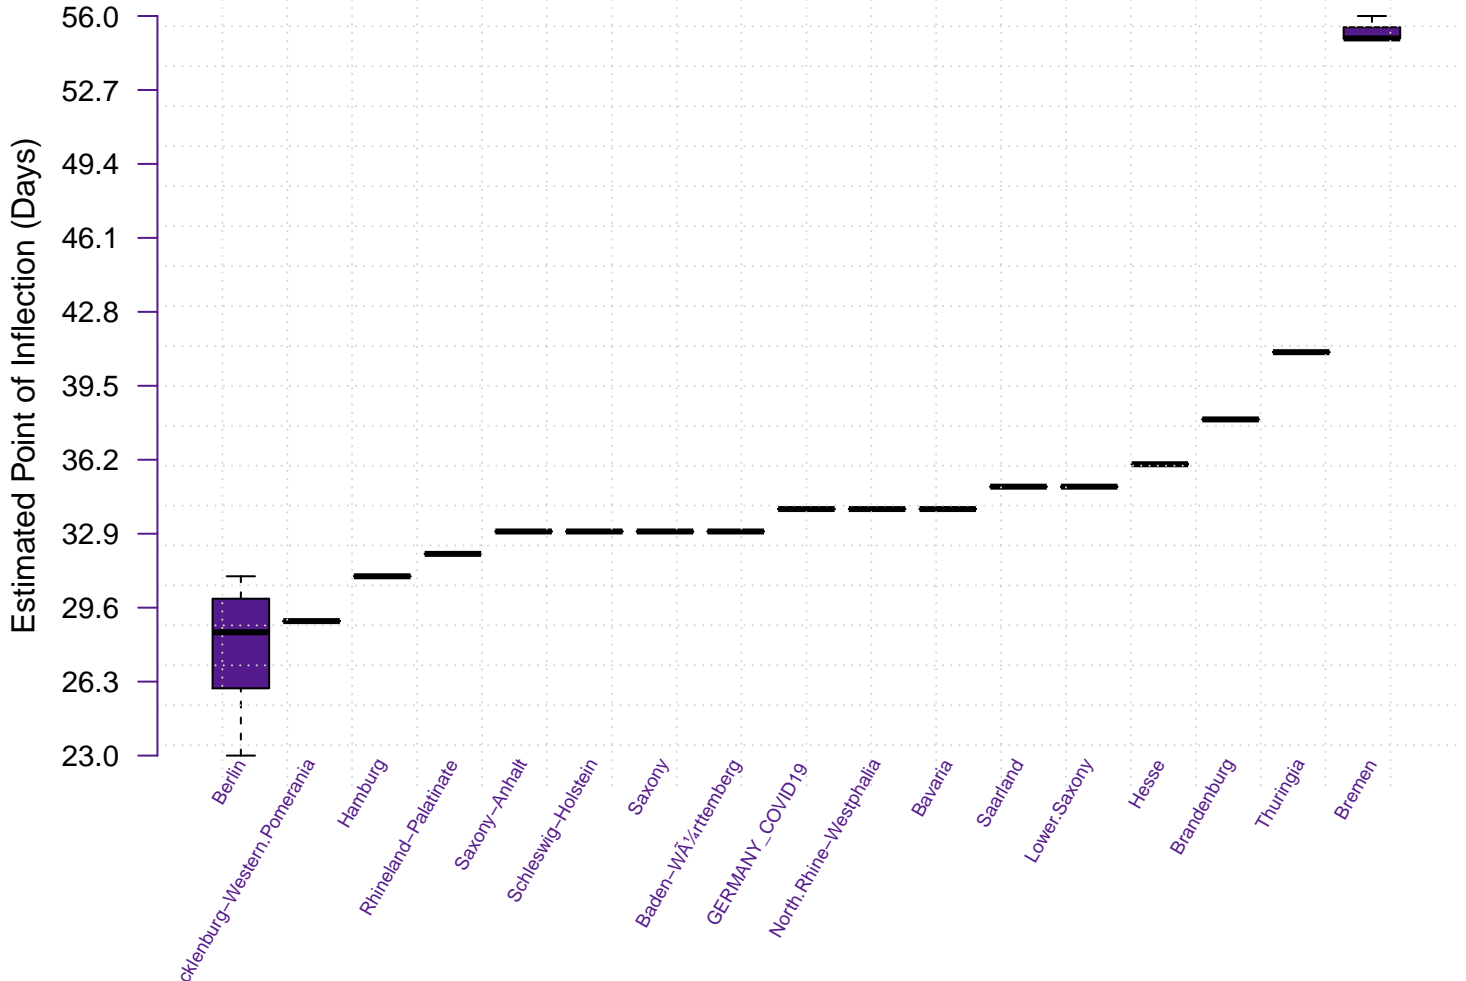 Estimated Point of Inflection (Days)
56.0
52.7
49.4
46.1
42.8
39.5
36.2
32.9
29.6
26.3
23.0
Berlin
cklenburg−Western.Pomerania
Hamburg
Rhineland−Palatinate
Saxony−Anhalt
Schleswig−Holstein
Saxony
Baden−WÃ¼rttemberg
GERMANY_COVID19
North.Rhine−Westphalia
Bavaria
Saarland
Lower.Saxony
Hesse
Brandenburg
Thuringia
Bremen